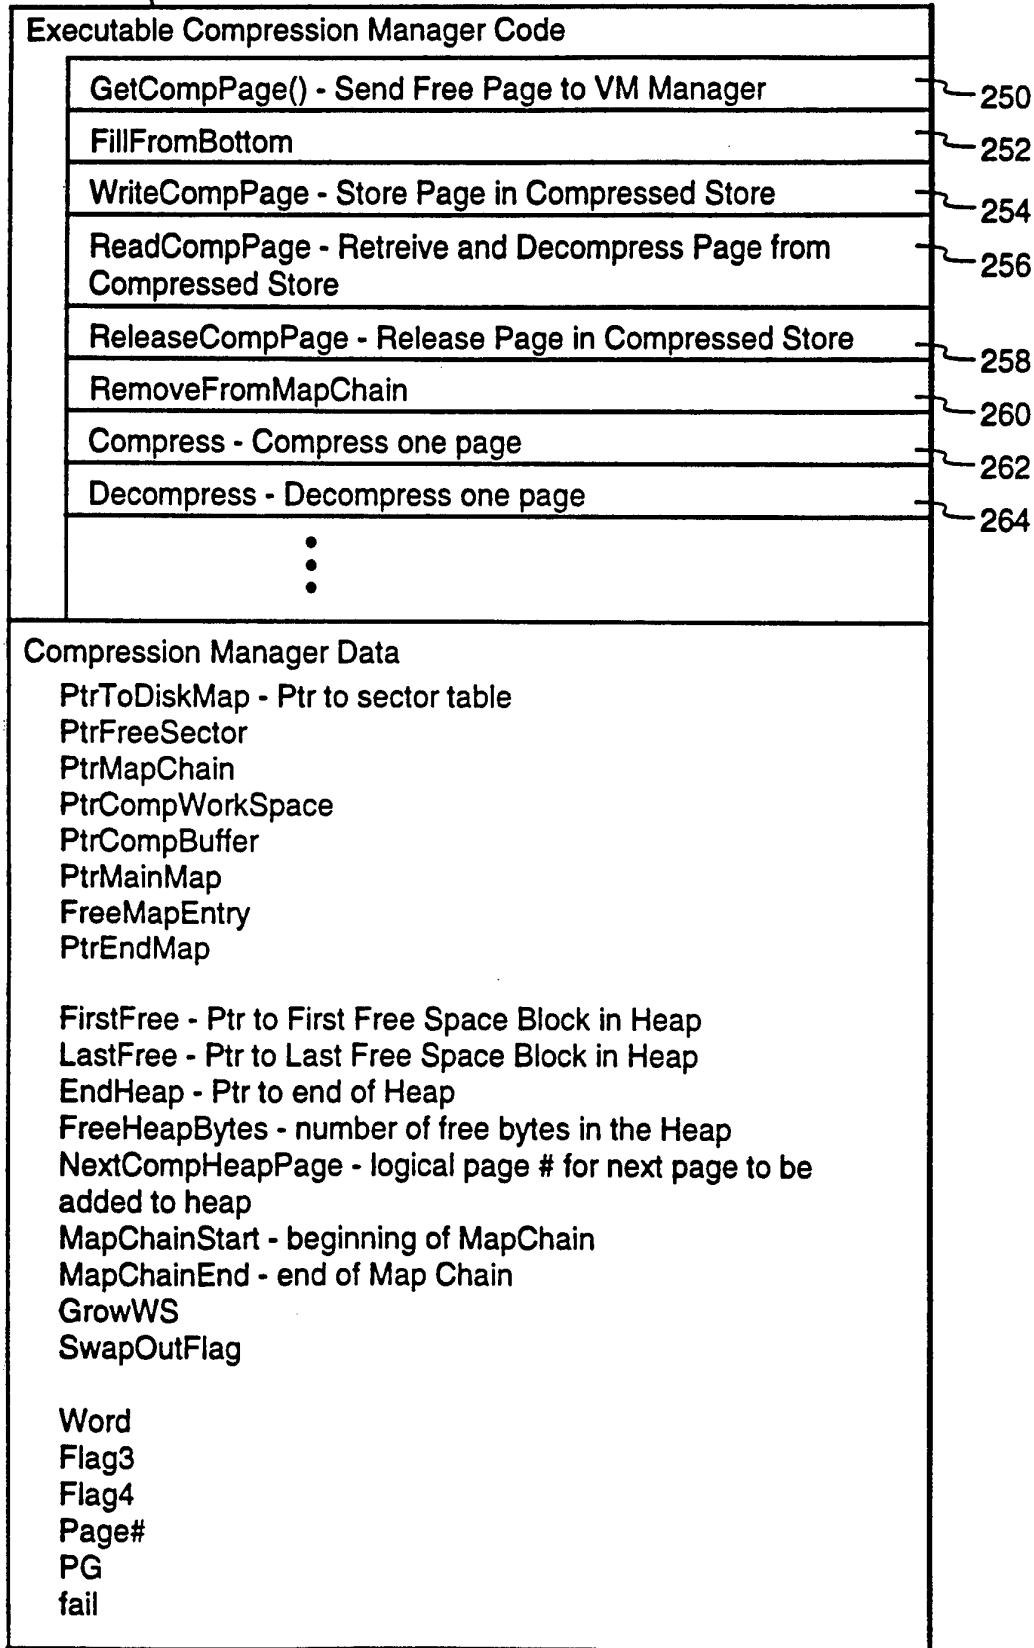 Executable Compression Manager Code
GetCompPage() - Send Free Page to VM Manager
250
FillFromBottom
252
WriteCompPage - Store Page in Compressed Store
254
ReadCompPage - Retreive and Decompress Page from
Compressed Store
256
ReleaseCompPage - Release Page in Compressed Store
258
RemoveFromMapChain
260
Compress - Compress one page
262
Decompress - Decompress one page
264
Compression Manager Data
PtrToDiskMap - Ptr to sector table
PtrFreeSector
PtrMapChain
PtrCompWorkSpace
PtrCompBuffer
PtrMainMap
FreeMapEntry
PtrEndMap
FirstFree - Ptr to First Free Space Block in Heap
LastFree - Ptr to Last Free Space Block in Heap
EndHeap - Ptr to end of Heap
FreeHeapBytes - number of free bytes in the Heap
NextCompHeapPage - logical page # for next page to be
added to heap
MapChainStart - beginning of MapChain
MapChainEnd - end of Map Chain
GrowWS
SwapOutFlag
Word
Flag3
Flag4
Page#
PG
fail